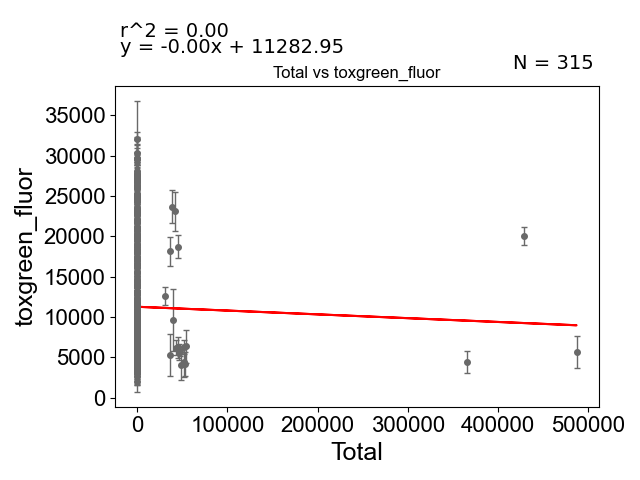 r^2 = 0.00
y = -0.00x + 11282.95
N = 315
Total vs toxgreen_fluor
35000
30000
25000
20000
15000
10000
5000
0
toxgreen_fluor
0 100000 200000 300000 400000 500000
Total